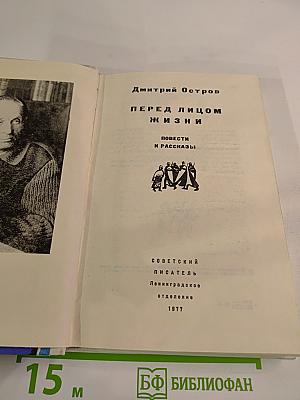 Дмитрий Остров
ПЕРЕД ЛИЦОМ
ЖИЗНИ
ПОВЕСТИ
И РАССКАЗЫ
СОВЕТСКИЙ
ПИСАТЕЛЬ
Ленинградское
отделение
1977
15 м
БФ БИБЛИОФАН